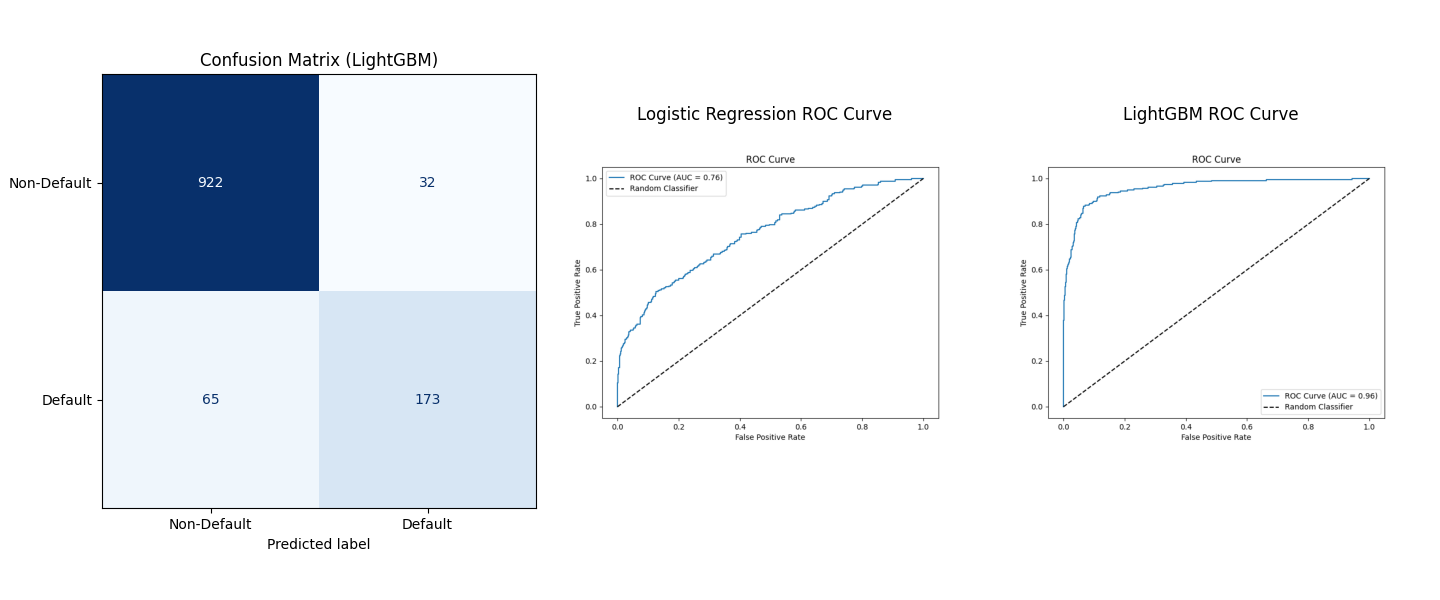 Confusion Matrix (LightGBM)
Non-Default
922
32
Default
65
173
Non-Default
Default
Predicted label
Logistic Regression ROC Curve
ROC Curve
ROC Curve (AUC = 0.76)
Random Classifier
True Positive Rate
1.0
0.8
0.6
0.4
0.2
0.0
0.0
0.2
0.4
0.6
0.8
1.0
False Positive Rate
LightGBM ROC Curve
ROC Curve
True Positive Rate
1.0
0.8
0.6
0.4
0.2
0.0
ROC Curve (AUC = 0.96)
Random Classifier
0.0
0.2
0.4
0.6
0.8
1.0
False Positive Rate